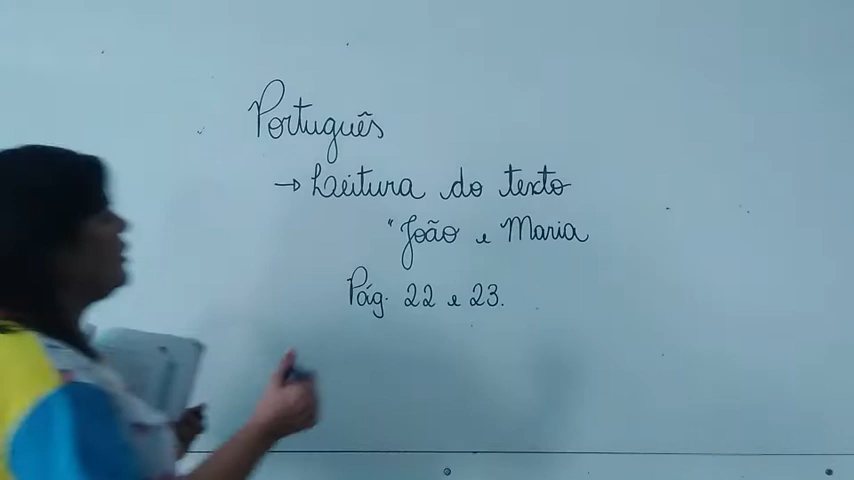 Português
→ Leitura do texto
"João e Maria
Pág. 22 e 23.